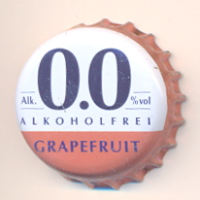 Alk. 0.0 %vol
ALKOHOLFREI
GRAPEFRUIT